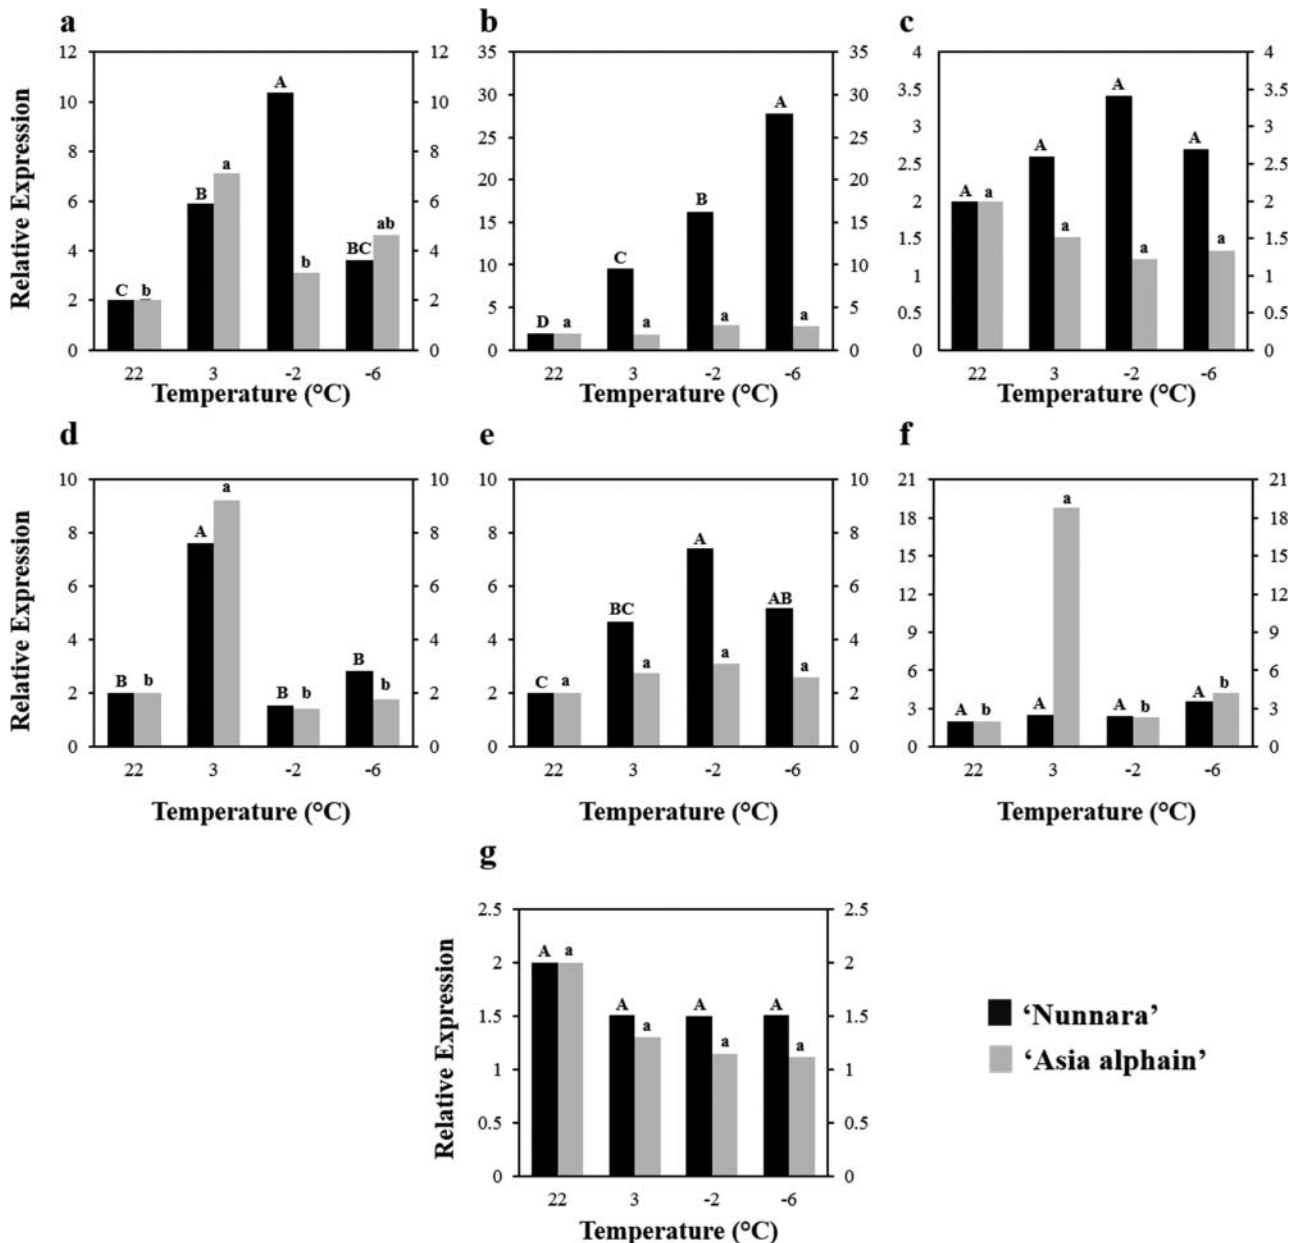 a
b
c
12 12 35 35 4 4
10 10 30 30 3.5 3.5
8 8 25 25 3 3
6 6 20 20 2.5 2.5
4 4 15 15 2 2
2 2 10 10 1.5 1.5
0 0 5 5 1 1
0 0 0.5 0.5
0 0
Relative Expression
C b B a A b BC ab
D a C a B a A a
A a A a A a A a
22 3 -2 -6
22 3 -2 -6
22 3 -2 -6
Temperature (°C)
Temperature (°C)
Temperature (°C)
d
e
f
10 10 10 10 21 21
8 8 8 8 18 18
6 6 6 6 15 15
4 4 4 4 12 12
2 2 2 2 9 9
0 0 0 0 6 6
3 3
0 0
Relative Expression
B b A a B b B b
C a BC a A a AB a
A b A a A b A b
22 3 -2 -6
22 3 -2 -6
22 3 -2 -6
Temperature (°C)
Temperature (°C)
Temperature (°C)
g
2.5 2.5
2 2
1.5 1.5
1 1
0.5 0.5
0 0
Relative Expression
A a A a A a A a
22 3 -2 -6
Temperature (°C)
‘Nunnara’
‘Asia alphain’